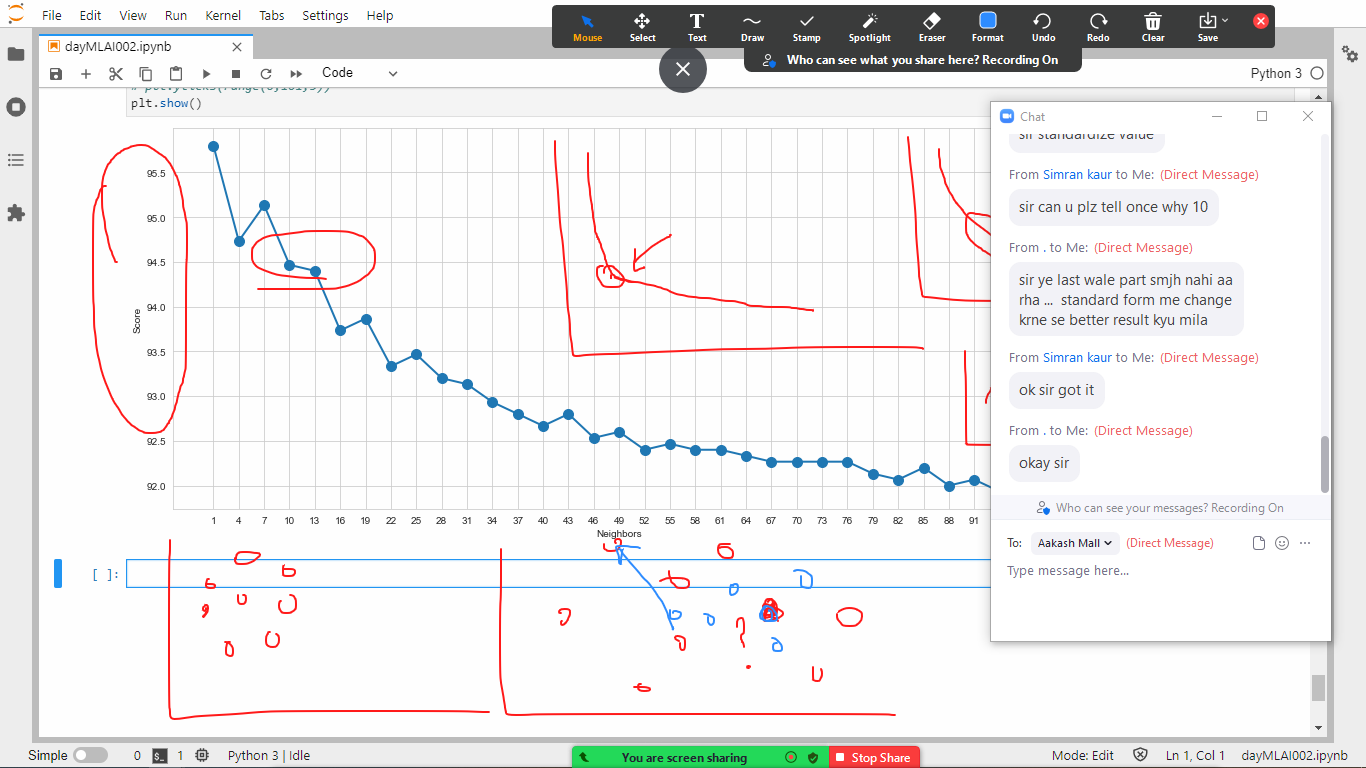 File Edit View Run Kernel Tabs Settings Help
Mouse Select Text Draw Stamp Spotlight Eraser Format Undo Redo Clear Save
Who can see what you share here? Recording On
dayMLAI002.ipynb
Code
Python 3
plt.show()
Score
95.5
95.0
94.5
94.0
93.5
93.0
92.5
92.0
1 4 7 10 13 16 19 22 25 28 31 34 37 40 43 46 49 52 55 58 61 64 67 70 73 76 79 82 85 88 91
Neighbors
[ ]:
Chat
sir standardize value
From Simran kaur to Me: (Direct Message)
sir can u plz tell once why 10
From . to Me: (Direct Message)
sir ye last wale part smjh nahi aa
rha ... standard form me change
krne se better result kyu mila
From Simran kaur to Me: (Direct Message)
ok sir got it
From . to Me: (Direct Message)
okay sir
Who can see your messages? Recording On
To: Aakash Mall (Direct Message)
Type message here...
Simple 0 1 Python 3 | Idle
You are screen sharing
Stop Share
Mode: Edit Ln 1, Col 1 dayMLAI002.ipynb